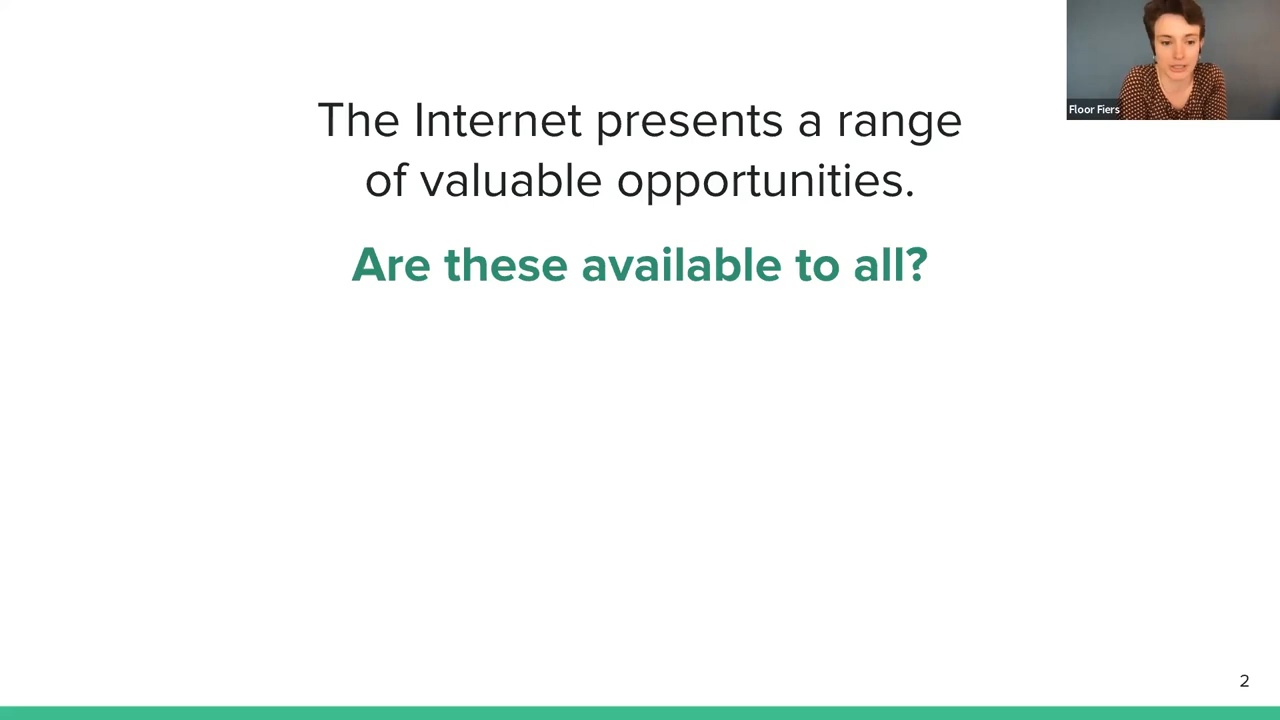 The Internet presents a range
of valuable opportunities.
Are these available to all?
Floor Fiers
2